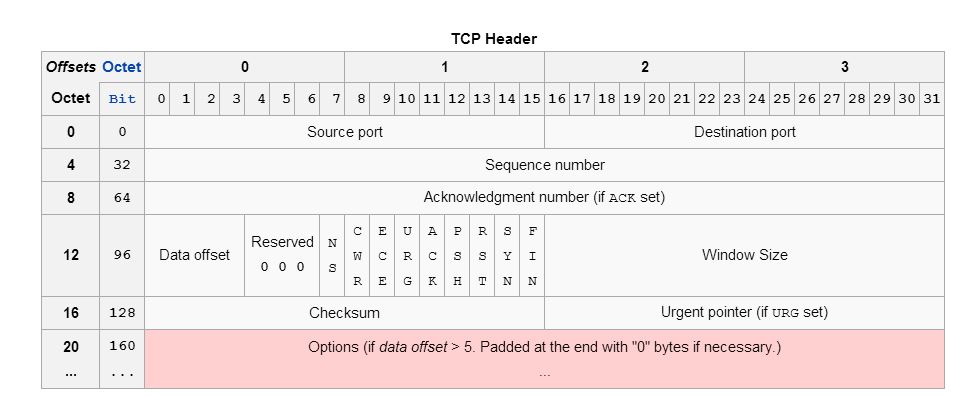 TCP Header
Offsets Octet 0 1 2 3
Octet Bit 0 1 2 3 4 5 6 7 8 9 10 11 12 13 14 15 16 17 18 19 20 21 22 23 24 25 26 27 28 29 30 31
0 0 Source port Destination port
4 32 Sequence number
8 64 Acknowledgment number (if ACK set)
12 96 Data offset Reserved 0 0 0 NS CWR ECE URG ACK PSH RST SYN FIN Window Size
16 128 Checksum Urgent pointer (if URG set)
20 160 Options (if data offset > 5. Padded at the end with "0" bytes if necessary.)
... ... ...